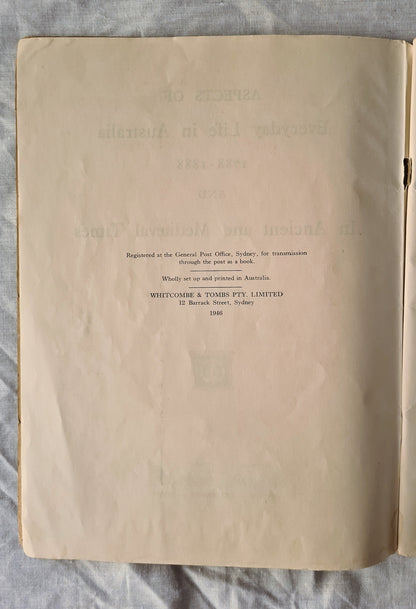 ASPECTS OF
Everyday Life in Australia
1788-1888
AND
In Ancient and Mediæval Times
Registered at the General Post Office, Sydney, for transmission
through the post as a book.
Wholly set up and printed in Australia.
WHITCOMBE & TOMBS PTY. LIMITED
12 Barrack Street, Sydney
1946